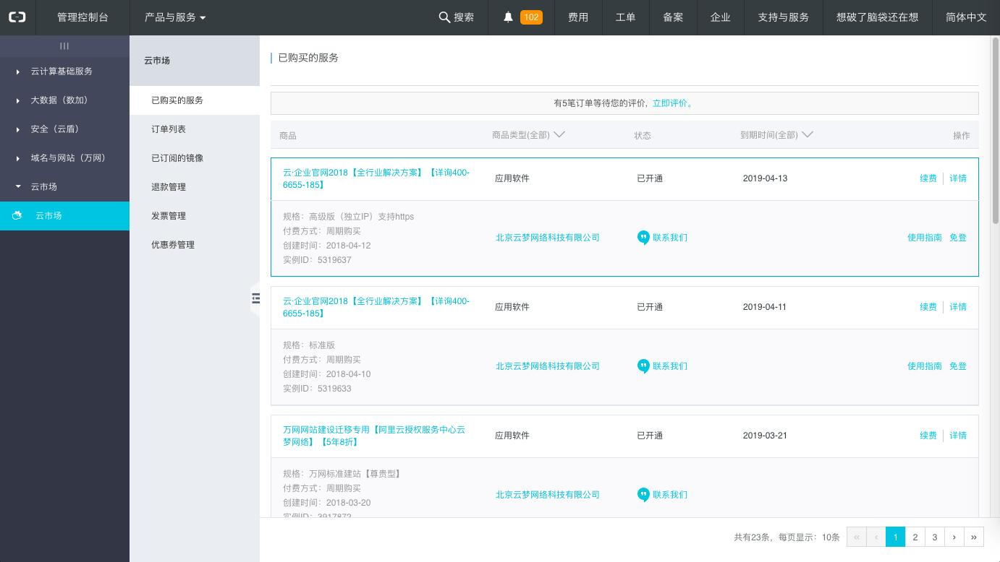 管理控制台
产品与服务
搜索
102
费用
工单
备案
企业
支持与服务
想破了脑袋还在想
简体中文
云计算基础服务
大数据（数加）
安全（云盾）
域名与网站（万网）
云市场
云市场
云市场
已购买的服务
订单列表
已订阅的镜像
退款管理
发票管理
优惠券管理
已购买的服务
有5笔订单等待您的评价, 立即评价。
商品 商品类型(全部) 状态 到期时间(全部) 操作
云·企业官网2018【全行业解决方案】【详询400-
6655-185】
应用软件 已开通 2019-04-13 续费 详情
规格：高级版（独立IP）支持https
付费方式：周期购买
创建时间：2018-04-12
实例ID：5319637
北京云梦网络科技有限公司 联系我们 使用指南 免登
云·企业官网2018【全行业解决方案】【详询400-
6655-185】
应用软件 已开通 2019-04-11 续费 详情
规格：标准版
付费方式：周期购买
创建时间：2018-04-10
实例ID：5319633
北京云梦网络科技有限公司 联系我们 使用指南 免登
万网网站建设迁移专用【阿里云授权服务中心云
梦网络】【5年8折】
应用软件 已开通 2019-03-21 续费 详情
规格：万网标准建站【尊贵型】
付费方式：周期购买
创建时间：2018-03-20
实例ID：3917872
北京云梦网络科技有限公司 联系我们
共有23条，每页显示：10条 « ‹ 1 2 3 › »